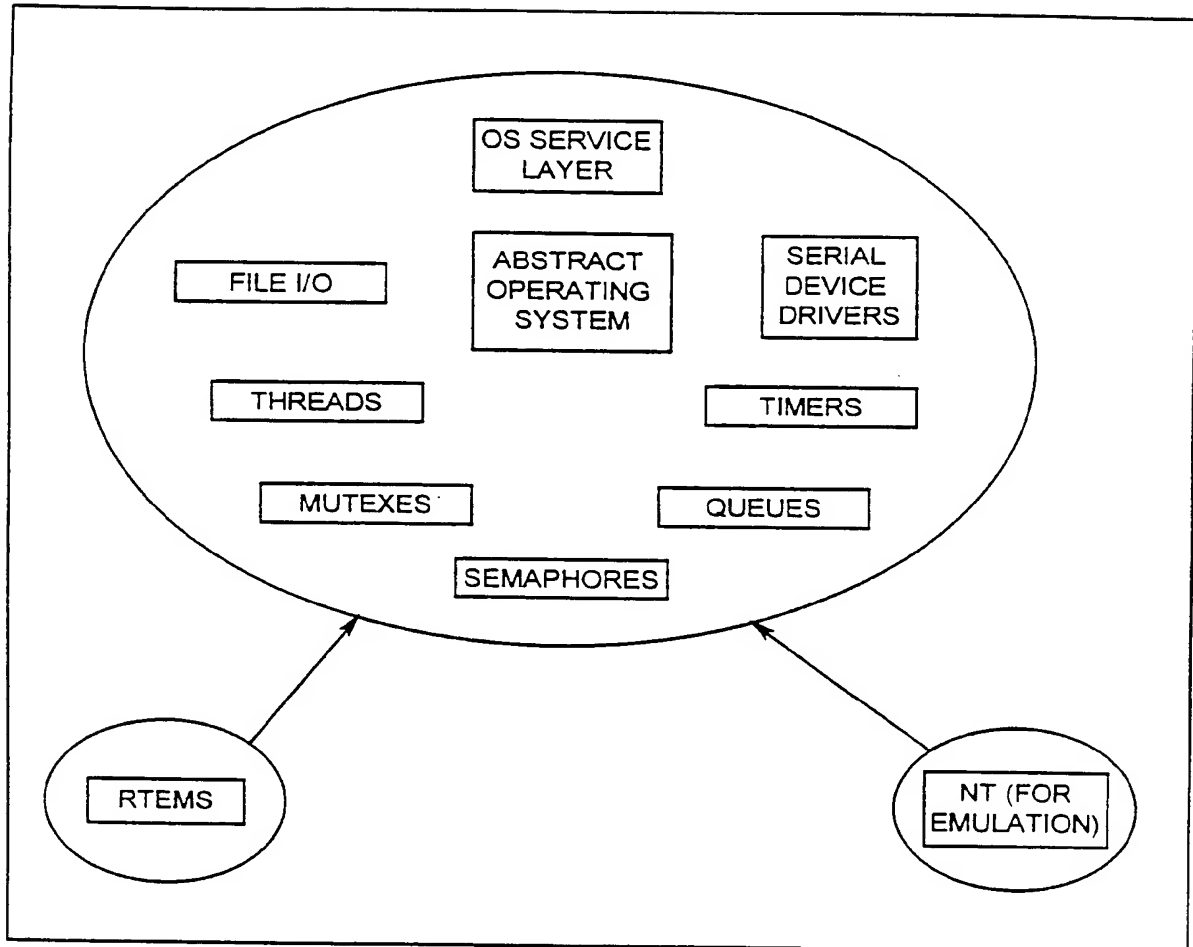 OS SERVICE
LAYER
ABSTRACT
OPERATING
SYSTEM
SERIAL
DEVICE
DRIVERS
FILE I/O
THREADS
TIMERS
MUTEXES
QUEUES
SEMAPHORES
RTEMS
NT (FOR
EMULATION)